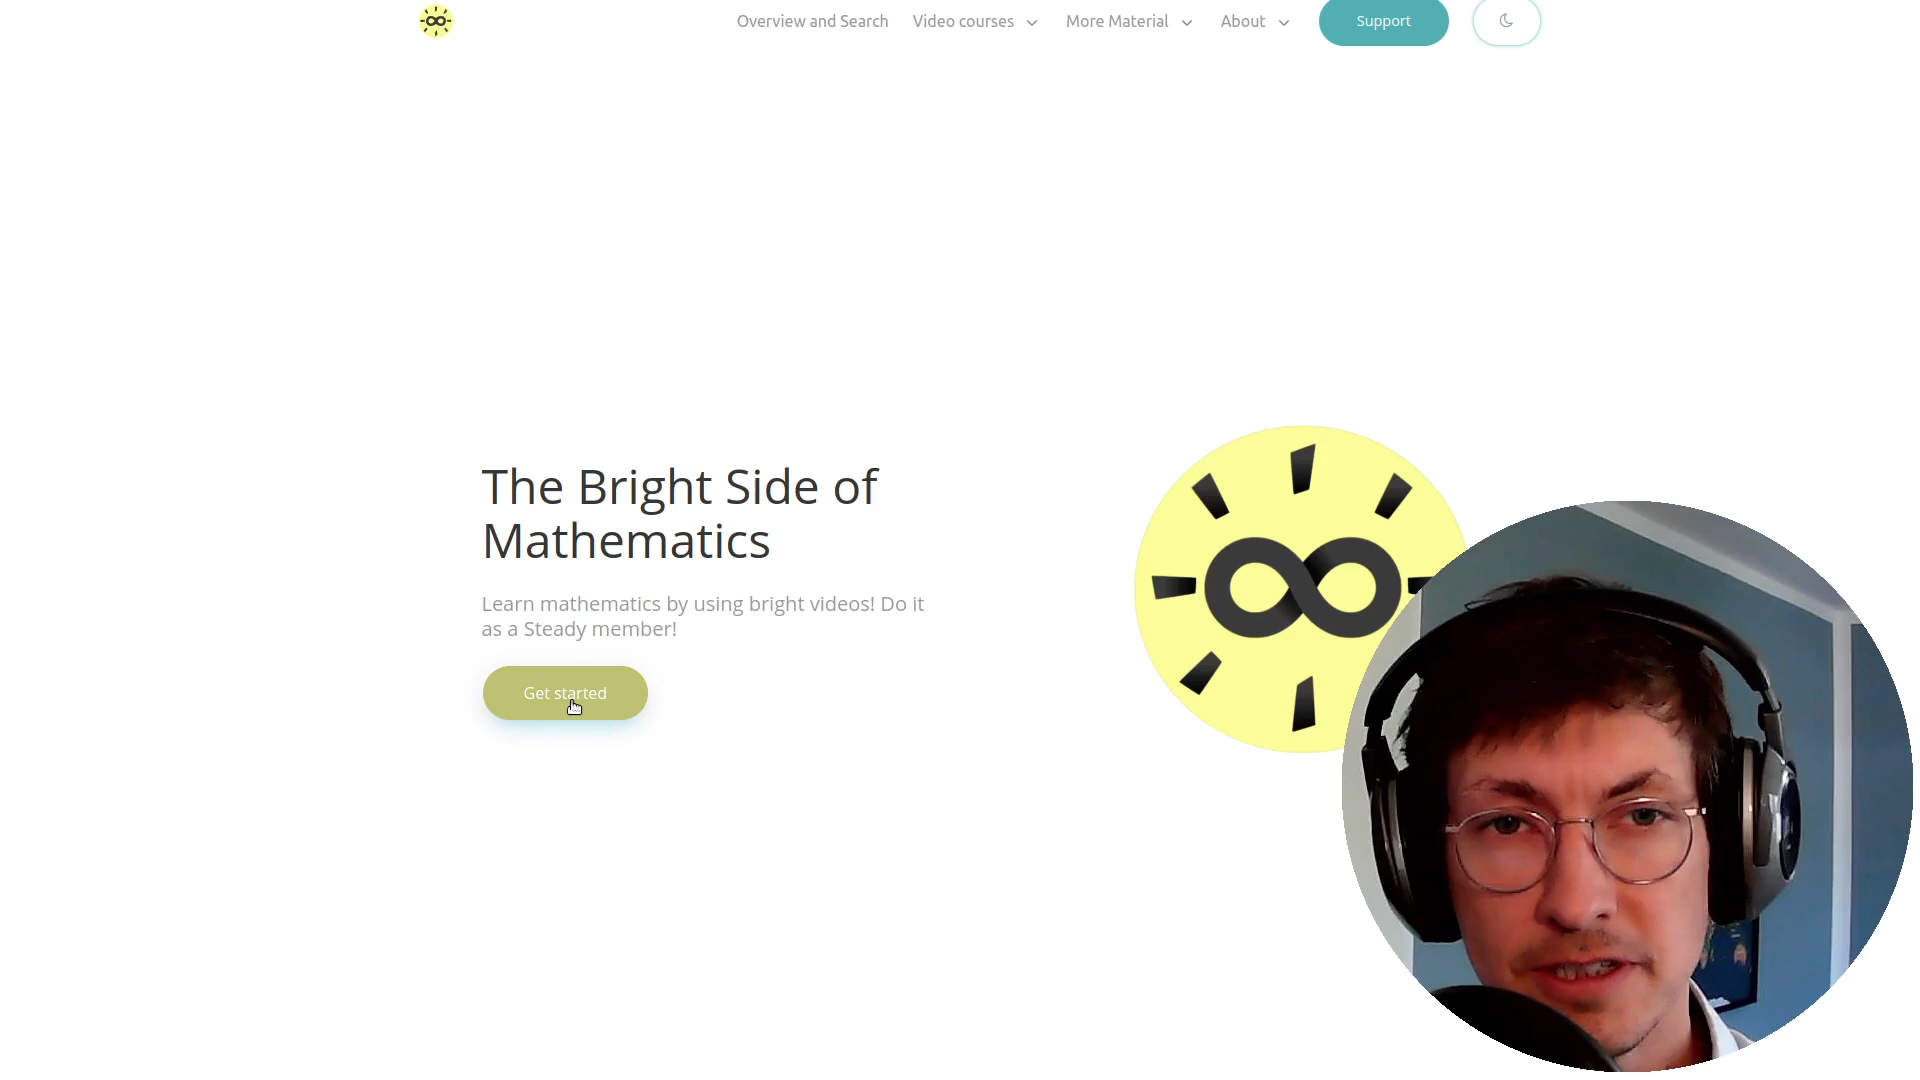 Overview and Search
Video courses
More Material
About
Support
The Bright Side of
Mathematics
Learn mathematics by using bright videos! Do it
as a Steady member!
Get started